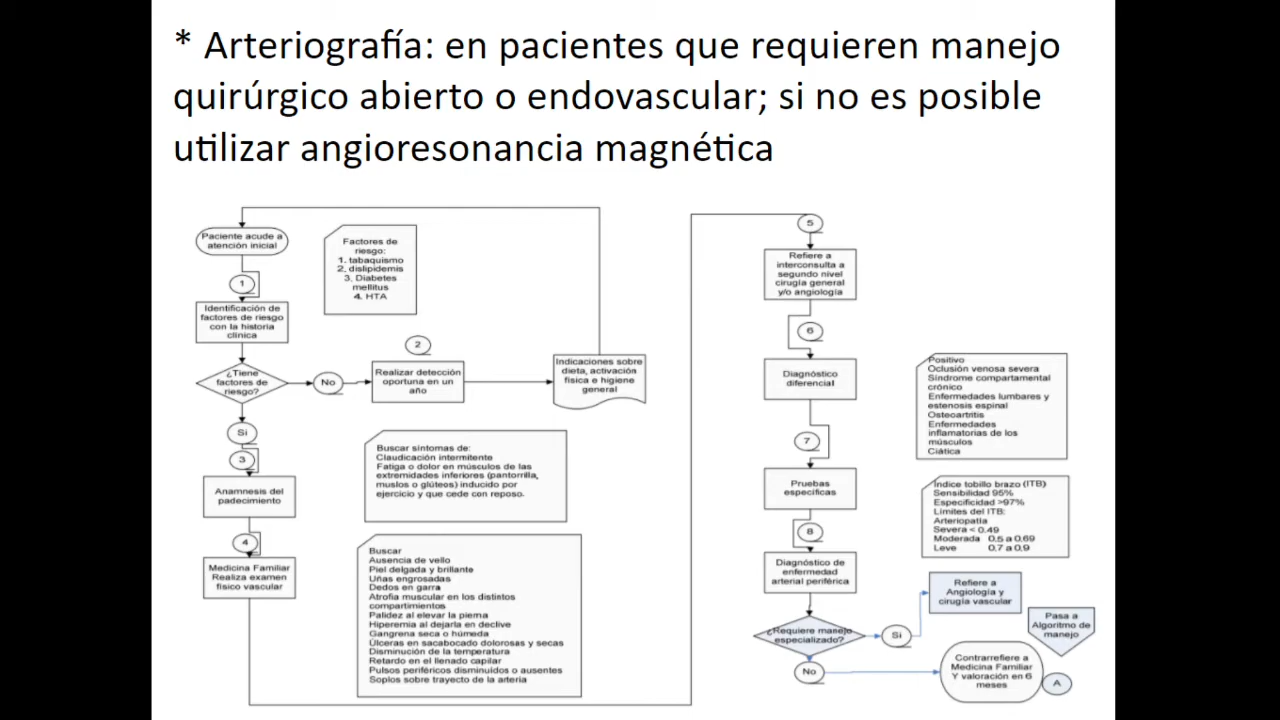 * Arteriografía: en pacientes que requieren manejo
quirúrgico abierto o endovascular; si no es posible
utilizar angioresonancia magnética
Paciente acude a
atención inicial
1
Identificación de
factores de riesgo
con la historia
clínica
¿Tiene
factores de
riesgo?
No
Si
3
Anamnesis del
padecimiento
4
Medicina Familiar
Realiza examen
físico vascular
Factores de
riesgo:
1. tabaquismo
2. dislipidemis
3. Diabetes
mellitus
4. HTA
2
Realizar detección
oportuna en un
año
Indicaciones sobre
dieta, activación
física e higiene
general
Buscar síntomas de:
Claudicación intermitente
Fatiga o dolor en músculos de las
extremidades inferiores (pantorrilla,
muslos o glúteos) inducido por
ejercicio y que cede con reposo.
Buscar
Ausencia de vello
Piel delgada y brillante
Uñas engrosadas
Dedos en garra
Atrofia muscular en los distintos
compartimientos
Palidez al elevar la pierna
Hiperemia al dejarla en declive
Gangrena seca o húmeda
Úlceras en sacabocado dolorosas y secas
Disminución de la temperatura
Retardo en el llenado capilar
Pulsos periféricos disminuidos o ausentes
Soplos sobre trayecto de la arteria
5
Refiere a
interconsulta a
segundo nivel
cirugía general
y/o angiología
6
Diagnóstico
diferencial
7
Pruebas
específicas
8
Diagnóstico de
enfermedad
arterial periférica
¿Requiere manejo
especializado?
Si
No
Positivo
Oclusión venosa severa
Síndrome compartamental
crónico
Enfermedades lumbares y
estenosis espinal
Osteoartritis
Enfermedades
inflamatorias de los
músculos
Ciática
Índice tobillo brazo (ITB)
Sensibilidad 95%
Especificidad >97%
Límites del ITB:
Arteriopatía
Severa < 0.49
Moderada 0,5 a 0.69
Leve 0,7 a 0,9
Refiere a
Angiología y
cirugía vascular
Pasa a
Algoritmo de
manejo
Contrarrefiere a
Medicina Familiar
Y valoración en 6
meses
A